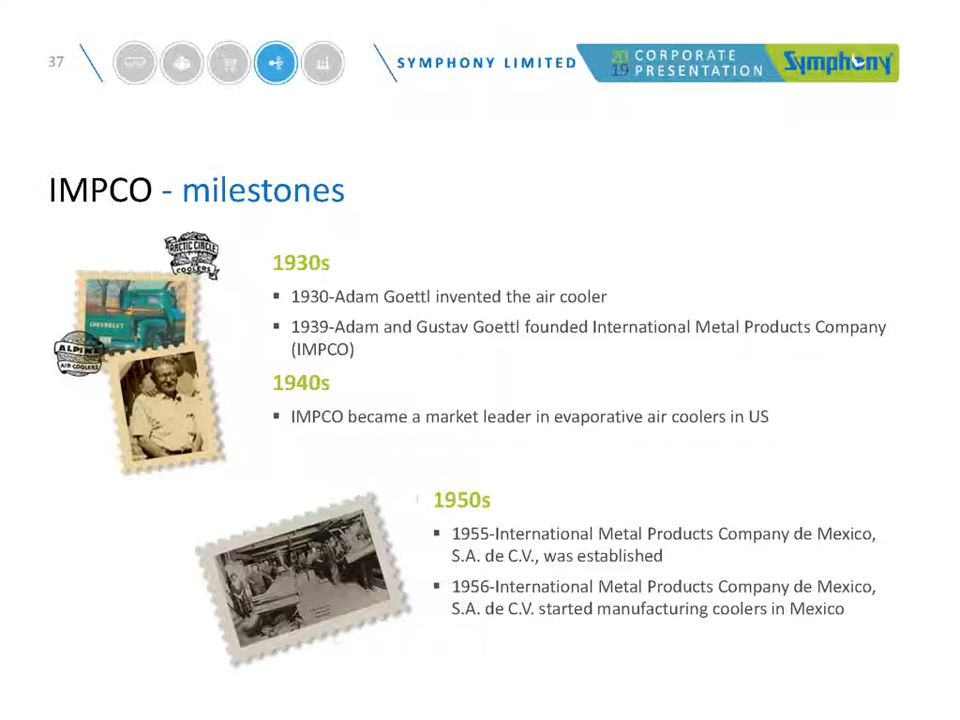 37
SYMPHONY LIMITED
2019 CORPORATE PRESENTATION
Symphony
IMPCO - milestones
ARCTIC CIRCLE
COOLERS
CHEVROLET
ALPINE
AIR COOLERS
1930s
▪ 1930-Adam Goettl invented the air cooler
▪ 1939-Adam and Gustav Goettl founded International Metal Products Company
(IMPCO)
1940s
▪ IMPCO became a market leader in evaporative air coolers in US
1950s
▪ 1955-International Metal Products Company de Mexico,
S.A. de C.V., was established
▪ 1956-International Metal Products Company de Mexico,
S.A. de C.V. started manufacturing coolers in Mexico